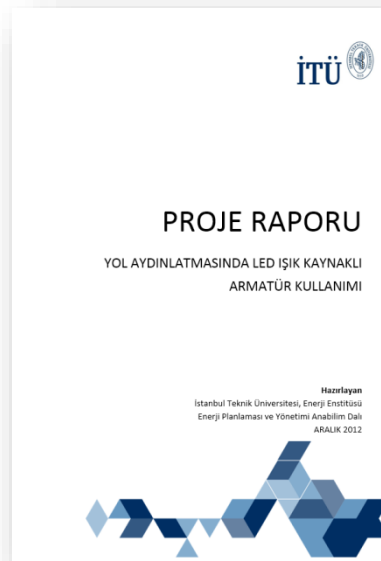 İTÜ
PROJE RAPORU
YOL AYDINLATMASINDA LED IŞIK KAYNAKLI
ARMATÜR KULLANIMI
Hazırlayan
İstanbul Teknik Üniversitesi, Enerji Enstitüsü
Enerji Planlaması ve Yönetimi Anabilim Dalı
ARALIK 2012